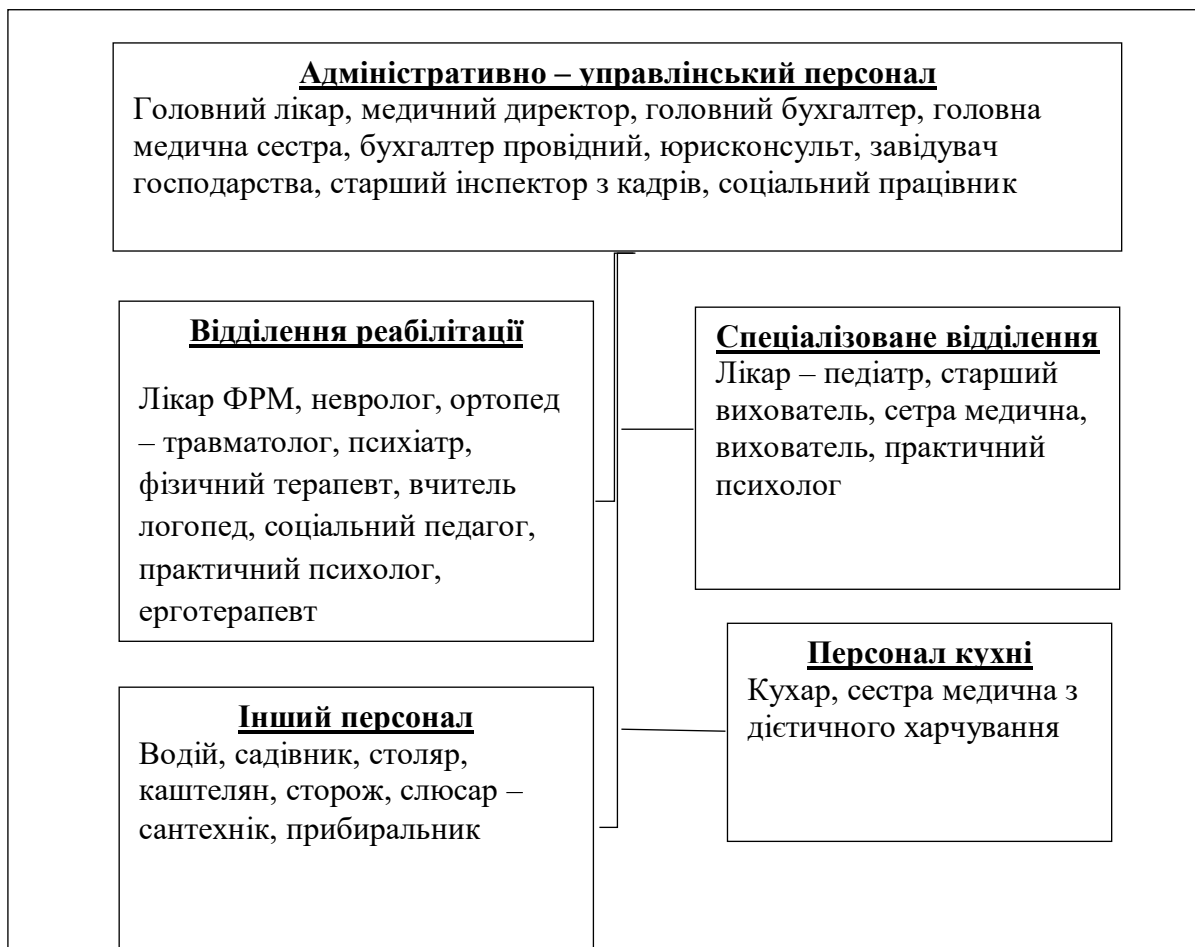 Адміністративно – управлінський персонал
Головний лікар, медичний директор, головний бухгалтер, головна
медична сестра, бухгалтер провідний, юрисконсульт, завідувач
господарства, старший інспектор з кадрів, соціальний працівник
Відділення реабілітації
Лікар ФРМ, невролог, ортопед
– травматолог, психіатр,
фізичний терапевт, вчитель
логопед, соціальний педагог,
практичний психолог,
ерготерапевт
Спеціалізоване відділення
Лікар – педіатр, старший
вихователь, сетра медична,
вихователь, практичний
психолог
Інший персонал
Водій, садівник, столяр,
каштелян, сторож, слюсар –
сантехнік, прибиральник
Персонал кухні
Кухар, сестра медична з
дієтичного харчування